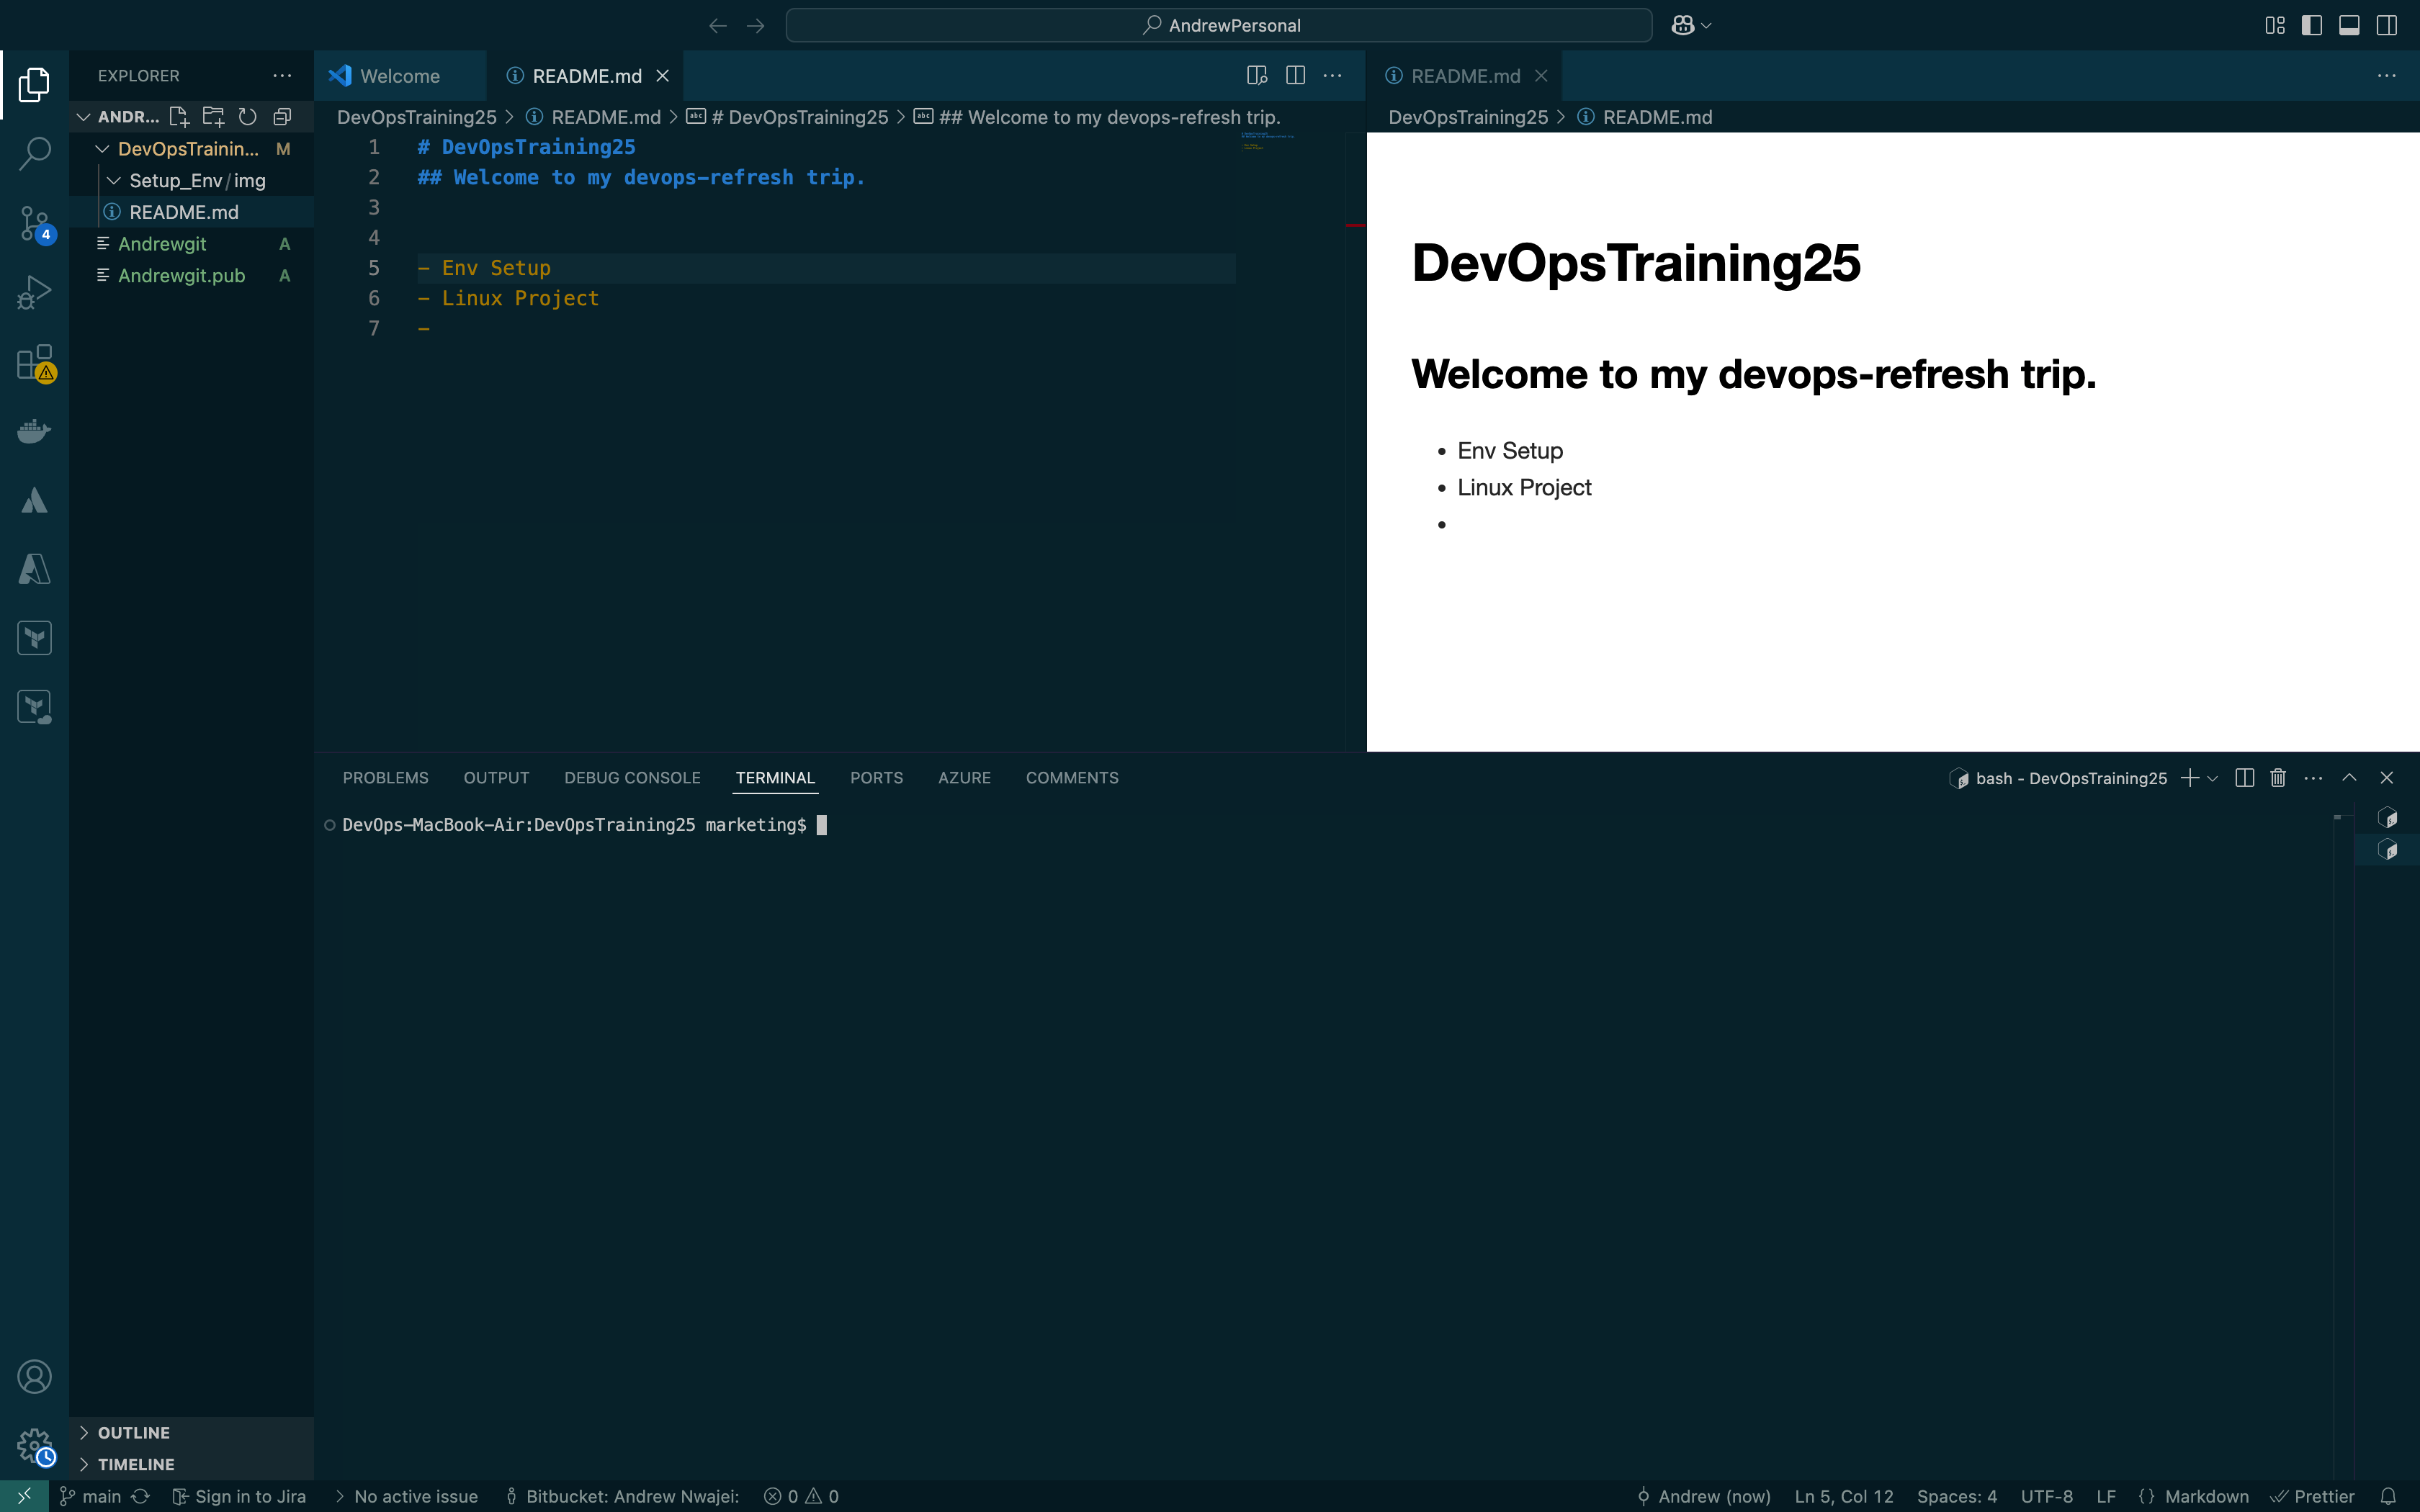 AndrewPersonal
EXPLORER
Welcome
README.md
README.md
ANDR...
DevOpsTraining25 > README.md > # DevOpsTraining25 > ## Welcome to my devops-refresh trip.
DevOpsTraining25 > README.md
DevOpsTrainin... M
Setup_Env/img
README.md
Andrewgit A
Andrewgit.pub A
4
1 # DevOpsTraining25
2 ## Welcome to my devops-refresh trip.
3
4
5 - Env Setup
6 - Linux Project
7 -
DevOpsTraining25
Welcome to my devops-refresh trip.
• Env Setup
• Linux Project
•
PROBLEMS OUTPUT DEBUG CONSOLE TERMINAL PORTS AZURE COMMENTS
bash - DevOpsTraining25
DevOps-MacBook-Air:DevOpsTraining25 marketing$
OUTLINE
TIMELINE
main Sign in to Jira > No active issue Bitbucket: Andrew Nwajei: 0 0 Andrew (now) Ln 5, Col 12 Spaces: 4 UTF-8 LF {} Markdown Prettier